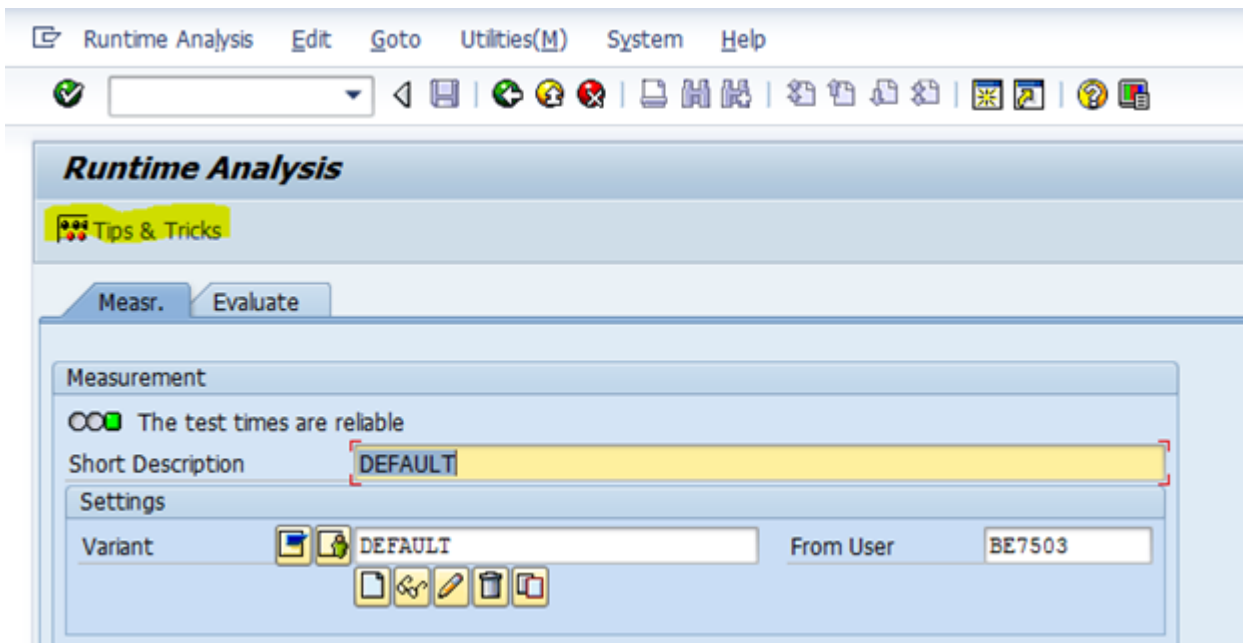 Runtime Analysis Edit Goto Utilities(M) System Help
Runtime Analysis
Tips & Tricks
Measr. Evaluate
Measurement
The test times are reliable
Short Description DEFAULT
Settings
Variant DEFAULT From User BE7503